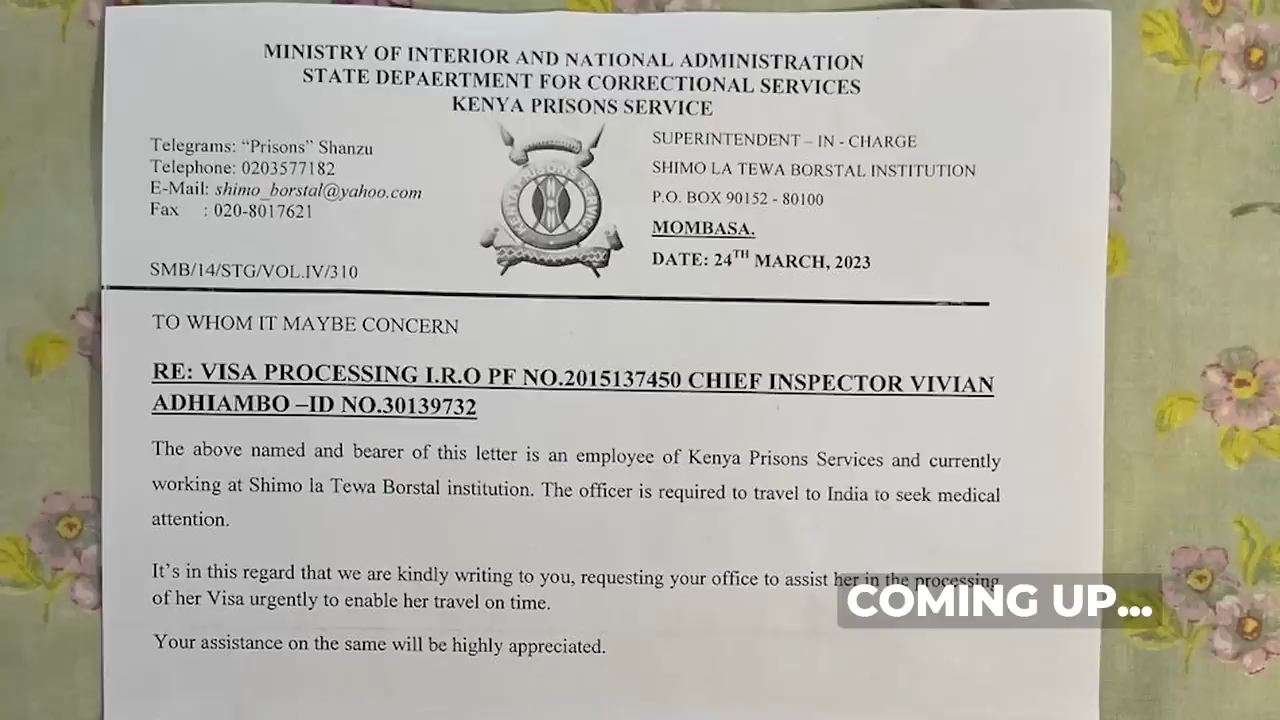 MINISTRY OF INTERIOR AND NATIONAL ADMINISTRATION
STATE DEPAERTMENT FOR CORRECTIONAL SERVICES
KENYA PRISONS SERVICE
Telegrams: “Prisons” Shanzu
Telephone: 0203577182
E-Mail: shimo_borstal@yahoo.com
Fax : 020-8017621
SMB/14/STG/VOL.IV/310
KENYA PRISONS SERVICE
SUPERINTENDENT – IN - CHARGE
SHIMO LA TEWA BORSTAL INSTITUTION
P.O. BOX 90152 - 80100
MOMBASA.
DATE: 24TH MARCH, 2023
TO WHOM IT MAYBE CONCERN
RE: VISA PROCESSING I.R.O PF NO.2015137450 CHIEF INSPECTOR VIVIAN
ADHIAMBO –ID NO.30139732
The above named and bearer of this letter is an employee of Kenya Prisons Services and currently
working at Shimo la Tewa Borstal institution. The officer is required to travel to India to seek medical
attention.
It’s in this regard that we are kindly writing to you, requesting your office to assist her in the processing
of her Visa urgently to enable her travel on time.
COMING UP...
Your assistance on the same will be highly appreciated.